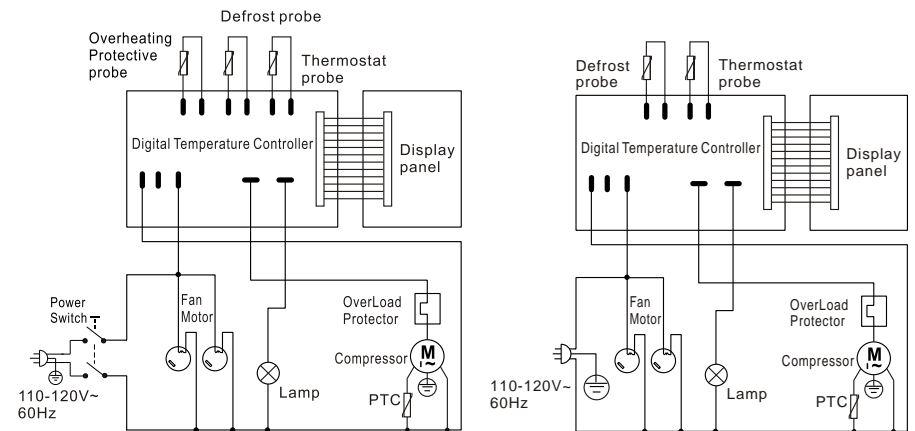 Defrost probe
Overheating
Protective
probe
Thermostat
probe
Digital Temperature Controller
Display
panel
Power
Switch
Fan
Motor
OverLoad
Protector
Compressor
M
~
Lamp
PTC
110-120V~
60Hz
Defrost
probe
Thermostat
probe
Digital Temperature Controller
Display
panel
Fan
Motor
OverLoad
Protector
Compressor
M
~
Lamp
PTC
110-120V~
60Hz